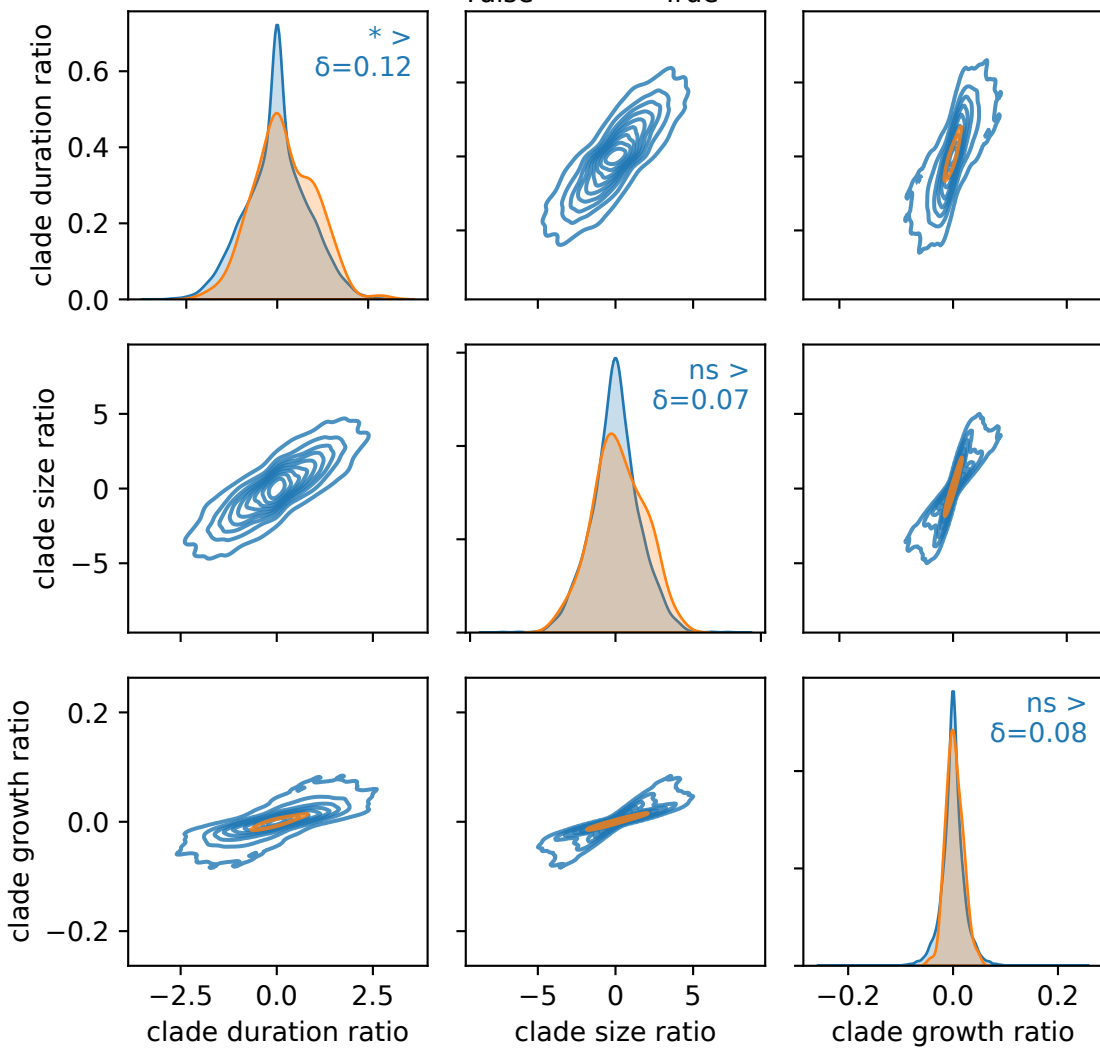 clade duration ratio
0.6
0.4
0.2
0.0
* >
δ=0.12
clade size ratio
5
0
−5
ns >
δ=0.07
clade growth ratio
0.2
0.0
−0.2
ns >
δ=0.08
−2.5 0.0 2.5
−5 0 5
−0.2 0.0 0.2
clade duration ratio
clade size ratio
clade growth ratio